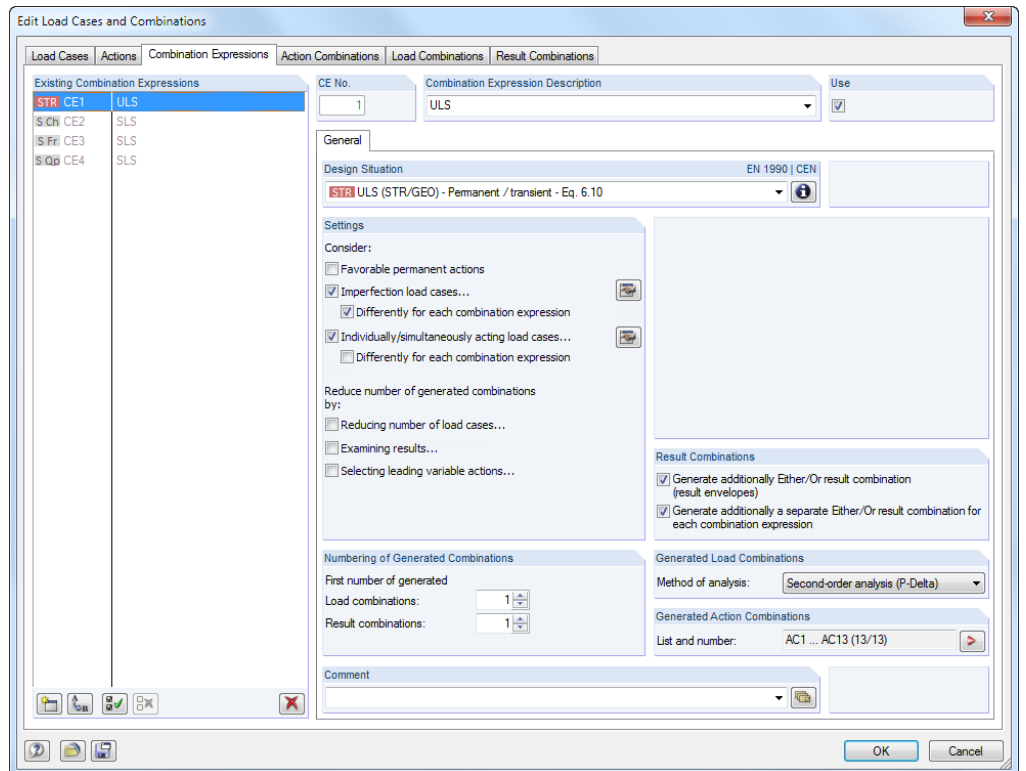 Edit Load Cases and Combinations
Load Cases Actions Combination Expressions Action Combinations Load Combinations Result Combinations
Existing Combination Expressions
STR CE1 ULS
S Ch CE2 SLS
S Fr CE3 SLS
S Qp CE4 SLS
CE No.
1
Combination Expression Description
ULS
Use
General
Design Situation EN 1990 | CEN
STR ULS (STR/GEO) - Permanent / transient - Eq. 6.10
Settings
Consider:
Favorable permanent actions
Imperfection load cases...
Differently for each combination expression
Individually/simultaneously acting load cases...
Differently for each combination expression
Reduce number of generated combinations
by:
Reducing number of load cases...
Examining results...
Selecting leading variable actions...
Result Combinations
Generate additionally Either/Or result combination
(result envelopes)
Generate additionally a separate Either/Or result combination for
each combination expression
Numbering of Generated Combinations
First number of generated
Load combinations: 1
Result combinations: 1
Generated Load Combinations
Method of analysis: Second-order analysis (P-Delta)
Generated Action Combinations
List and number: AC1 ... AC13 (13/13)
Comment
OK Cancel